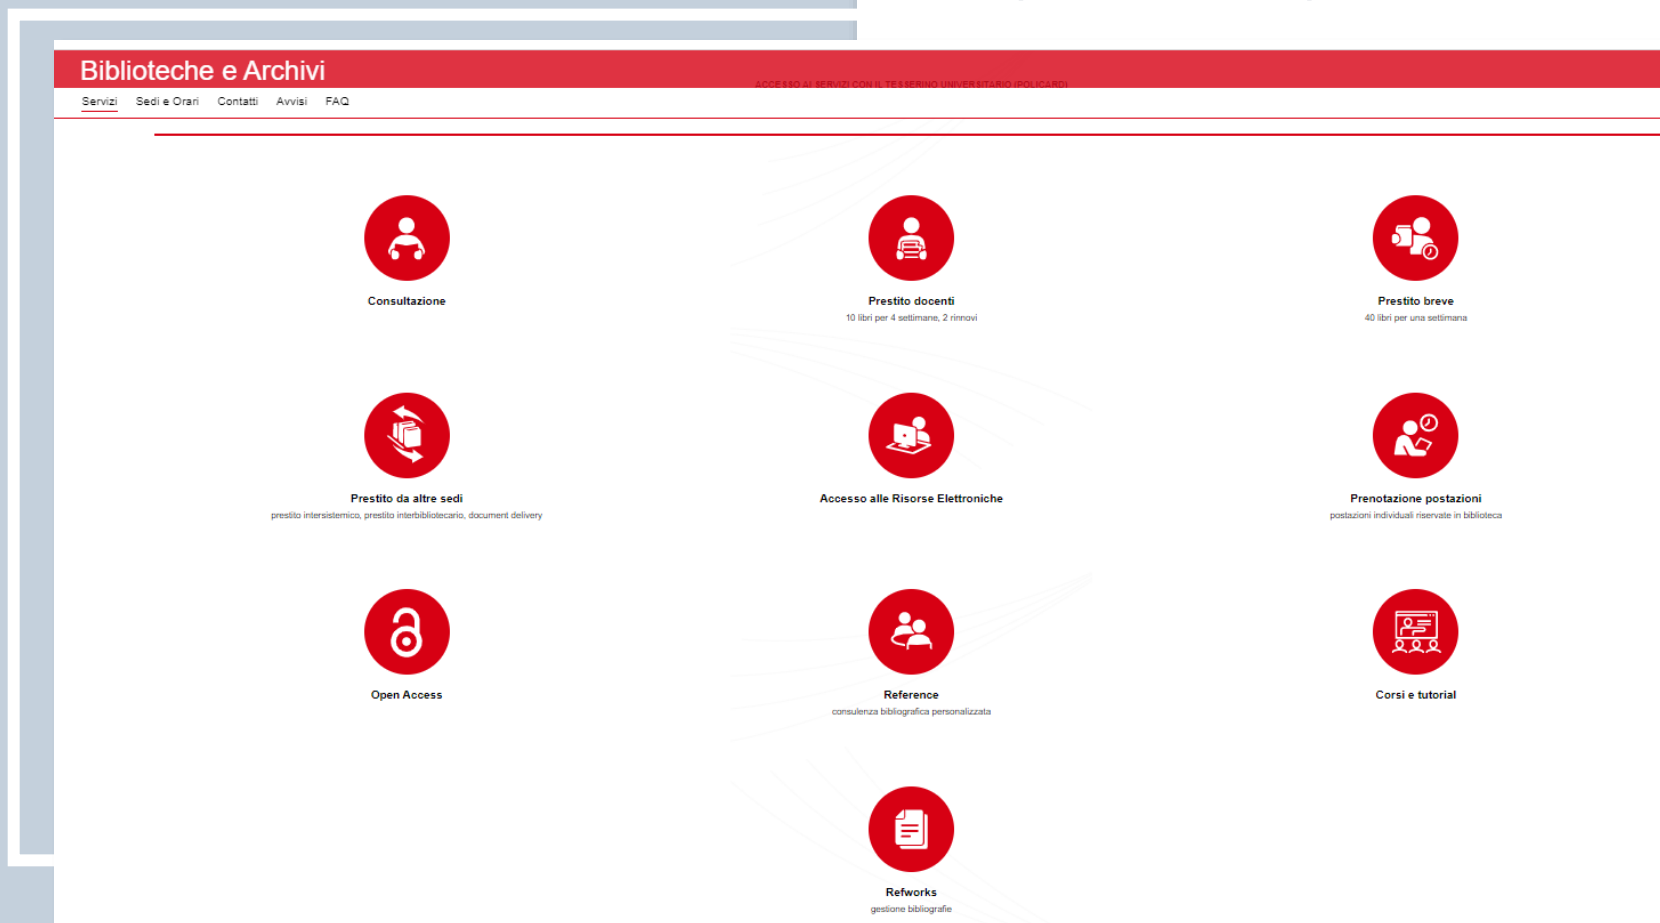 Biblioteche e Archivi
ACCESSO AI SERVIZI CON IL TESSERINO UNIVERSITARIO (POLICARD)
Servizi Sedi e Orari Contatti Avvisi FAQ
Consultazione
Prestito docenti
10 libri per 4 settimane, 2 rinnovi
Prestito breve
40 libri per una settimana
Prestito da altre sedi
prestito intersistemico, prestito interbibliotecario, document delivery
Accesso alle Risorse Elettroniche
Prenotazione postazioni
postazioni individuali riservate in biblioteca
Open Access
Reference
consulenza bibliografica personalizzata
Corsi e tutorial
Refworks
gestione bibliografie